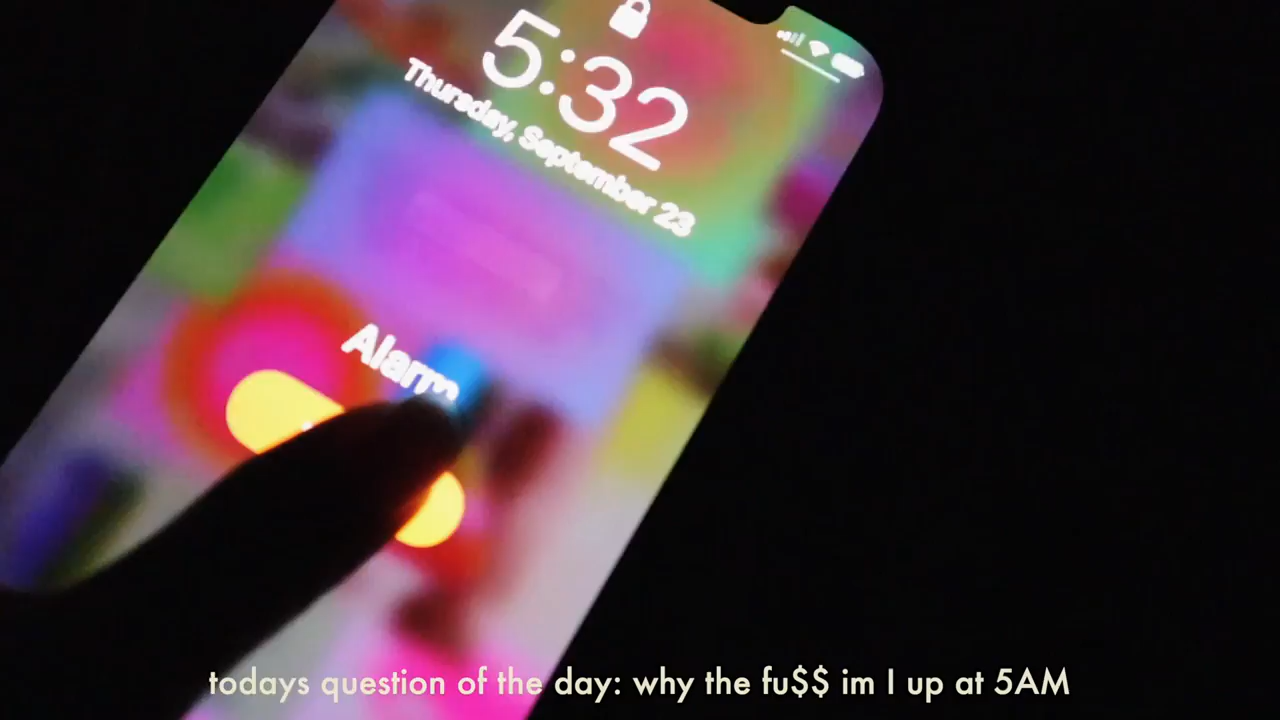 5:32
Thursday, September 23
Alarm
todays question of the day: why the fu$$ im I up at 5AM